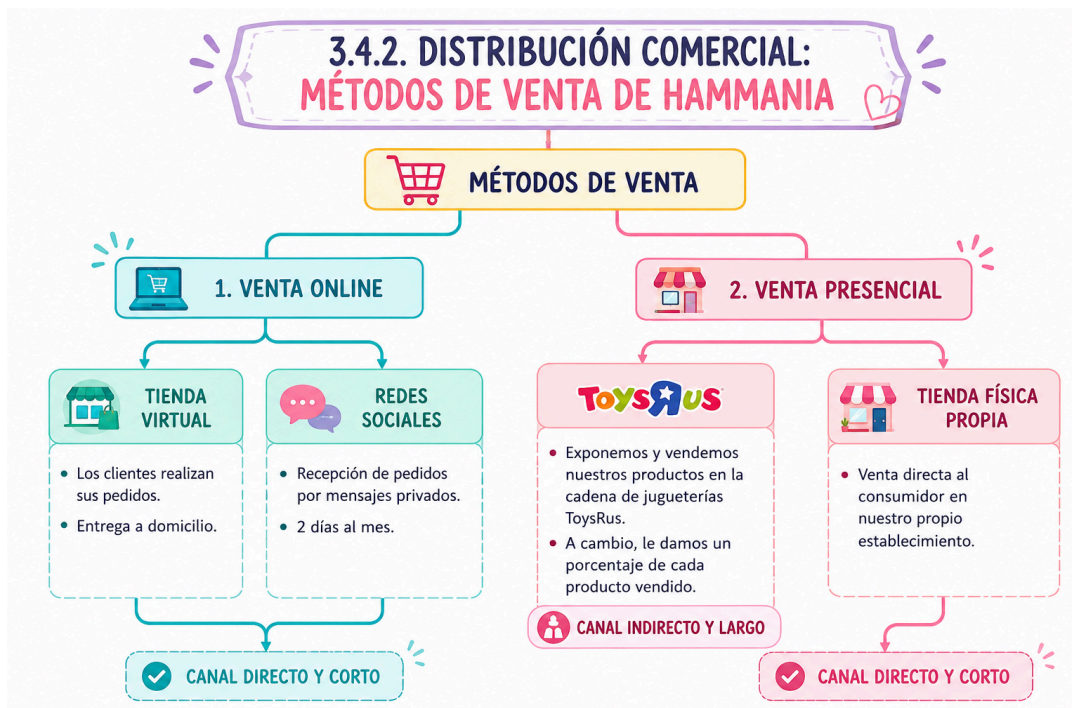 3.4.2. DISTRIBUCIÓN COMERCIAL:
MÉTODOS DE VENTA DE HAMMANIA
MÉTODOS DE VENTA
1. VENTA ONLINE
TIENDA
VIRTUAL
• Los clientes realizan
sus pedidos.
• Entrega a domicilio.
REDES
SOCIALES
• Recepción de pedidos
por mensajes privados.
• 2 días al mes.
CANAL DIRECTO Y CORTO
2. VENTA PRESENCIAL
ToysЯus
• Exponemos y vendemos
nuestros productos en la
cadena de jugueterías
ToysRus.
• A cambio, le damos un
porcentaje de cada
producto vendido.
CANAL INDIRECTO Y LARGO
TIENDA FÍSICA
PROPIA
• Venta directa al
consumidor en
nuestro propio
establecimiento.
CANAL DIRECTO Y CORTO